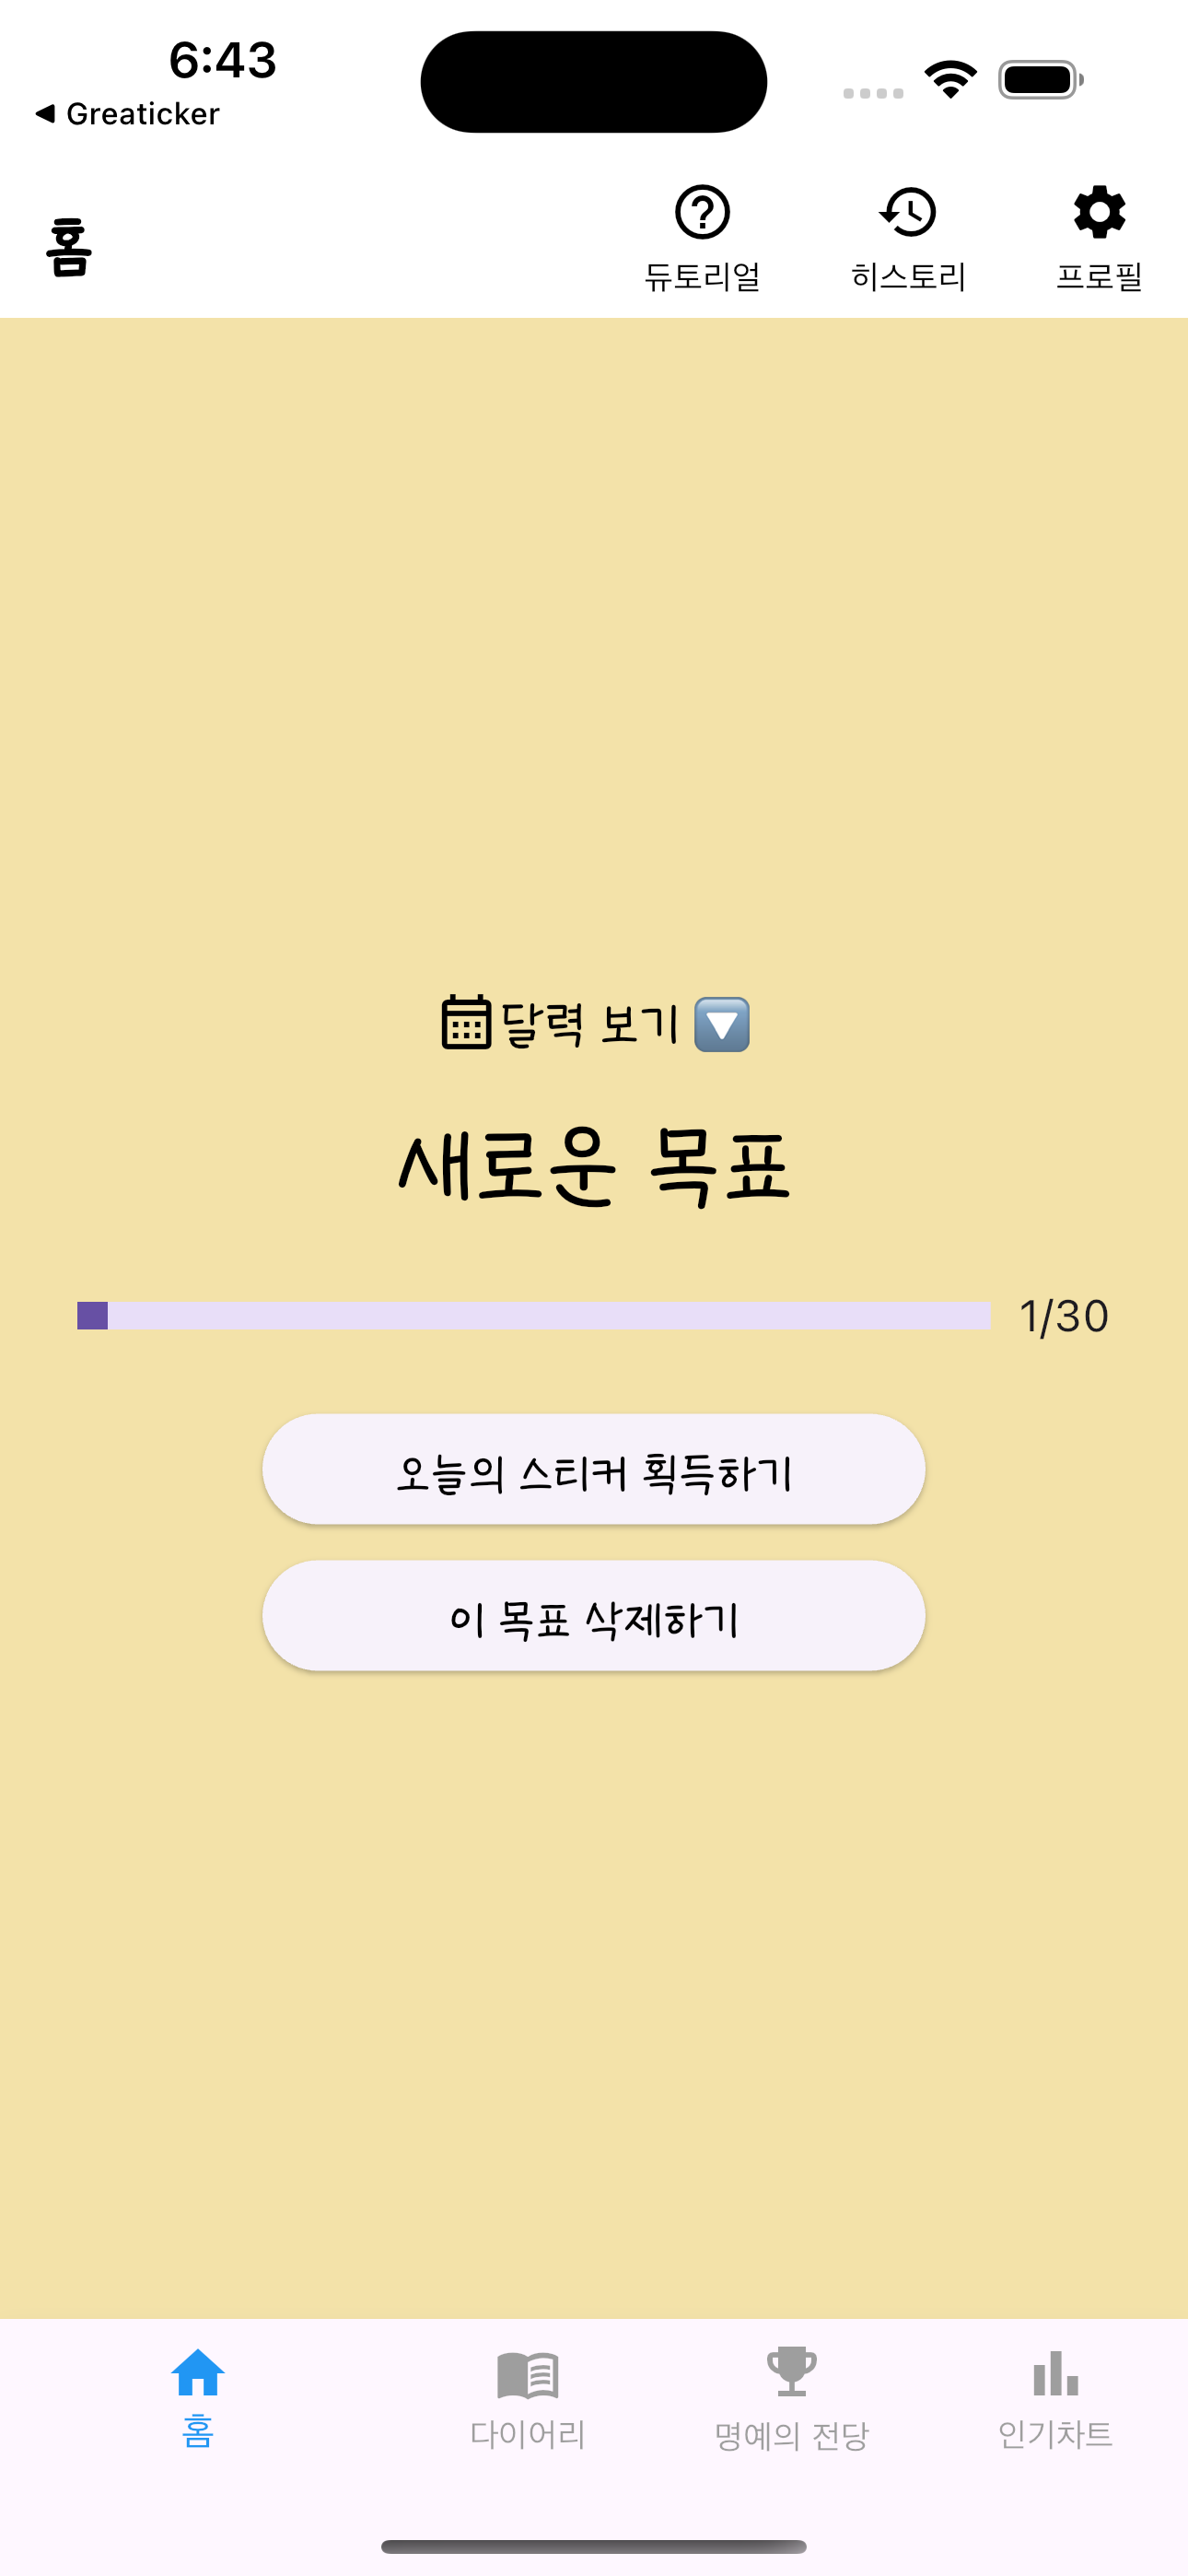 6:43
◀ Greaticker
홈
듀토리얼
히스토리
프로필
달력 보기 🔽
새로운 목표
1/30
오늘의 스티커 획득하기
이 목표 삭제하기
홈
다이어리
명예의 전당
인기차트